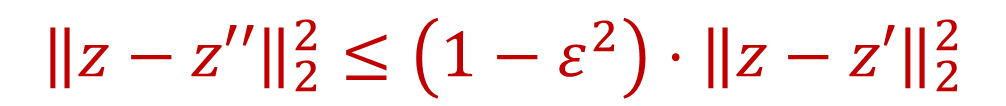 ‖z − z′′‖₂² ≤ (1 − ε²) · ‖z − z′‖₂²